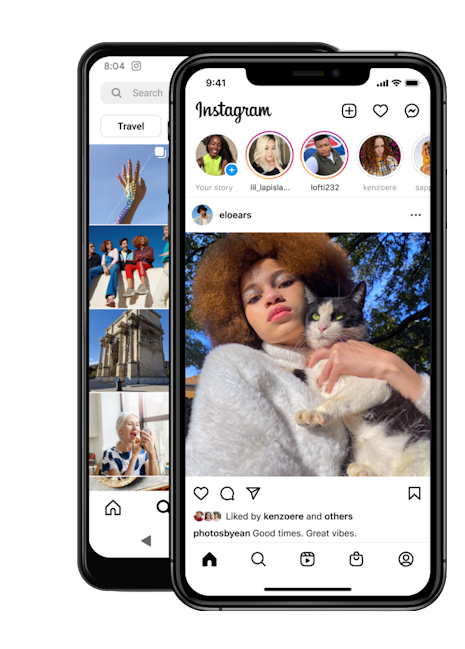 8:04
Search
Travel
9:41
Instagram
Your story
lil_lapisla...
lofti232
kenzoere
eloears
Liked by kenzoere and others
photosbyean Good times. Great vibes.